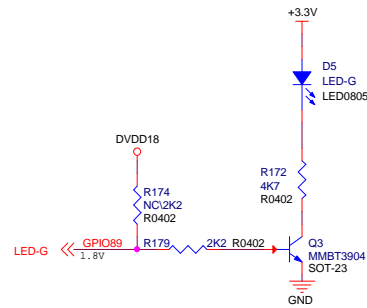 +3.3V
D5
LED-G
LED0805
DVDD18
R174
NC\2K2
R0402
R172
4K7
R0402
LED-G GPIO89 R179 2K2 R0402
1.8V
Q3
MMBT3904
SOT-23
GND